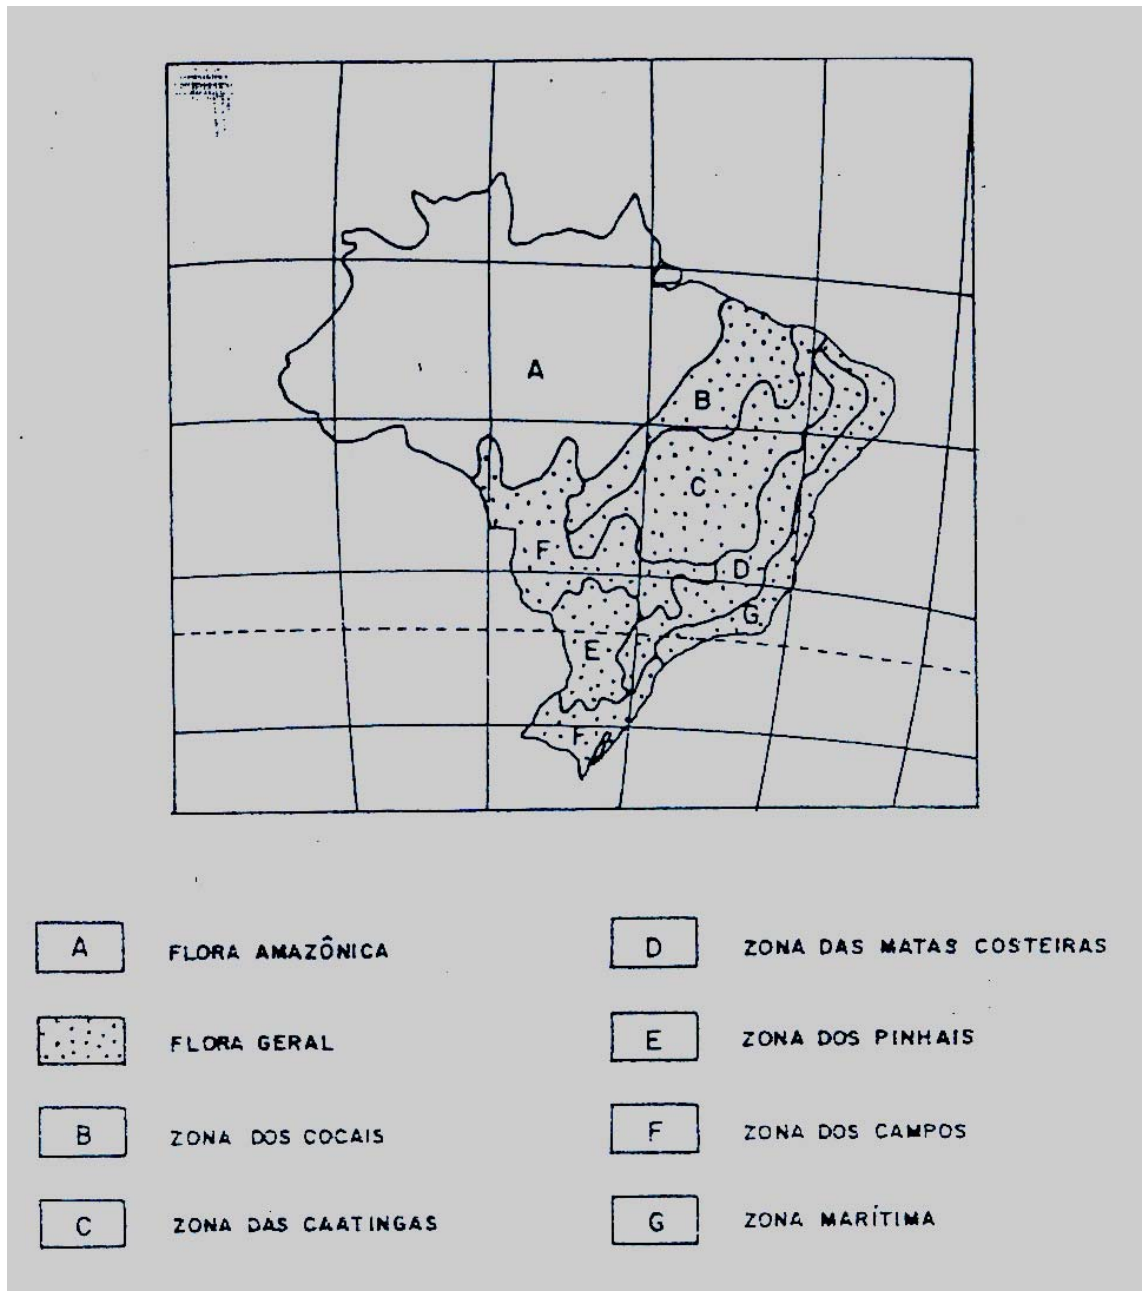 A
B
C
F
D
G
E
F
A FLORA AMAZÔNICA
FLORA GERAL
B ZONA DOS COCAIS
C ZONA DAS CAATINGAS
D ZONA DAS MATAS COSTEIRAS
E ZONA DOS PINHAIS
F ZONA DOS CAMPOS
G ZONA MARÍTIMA